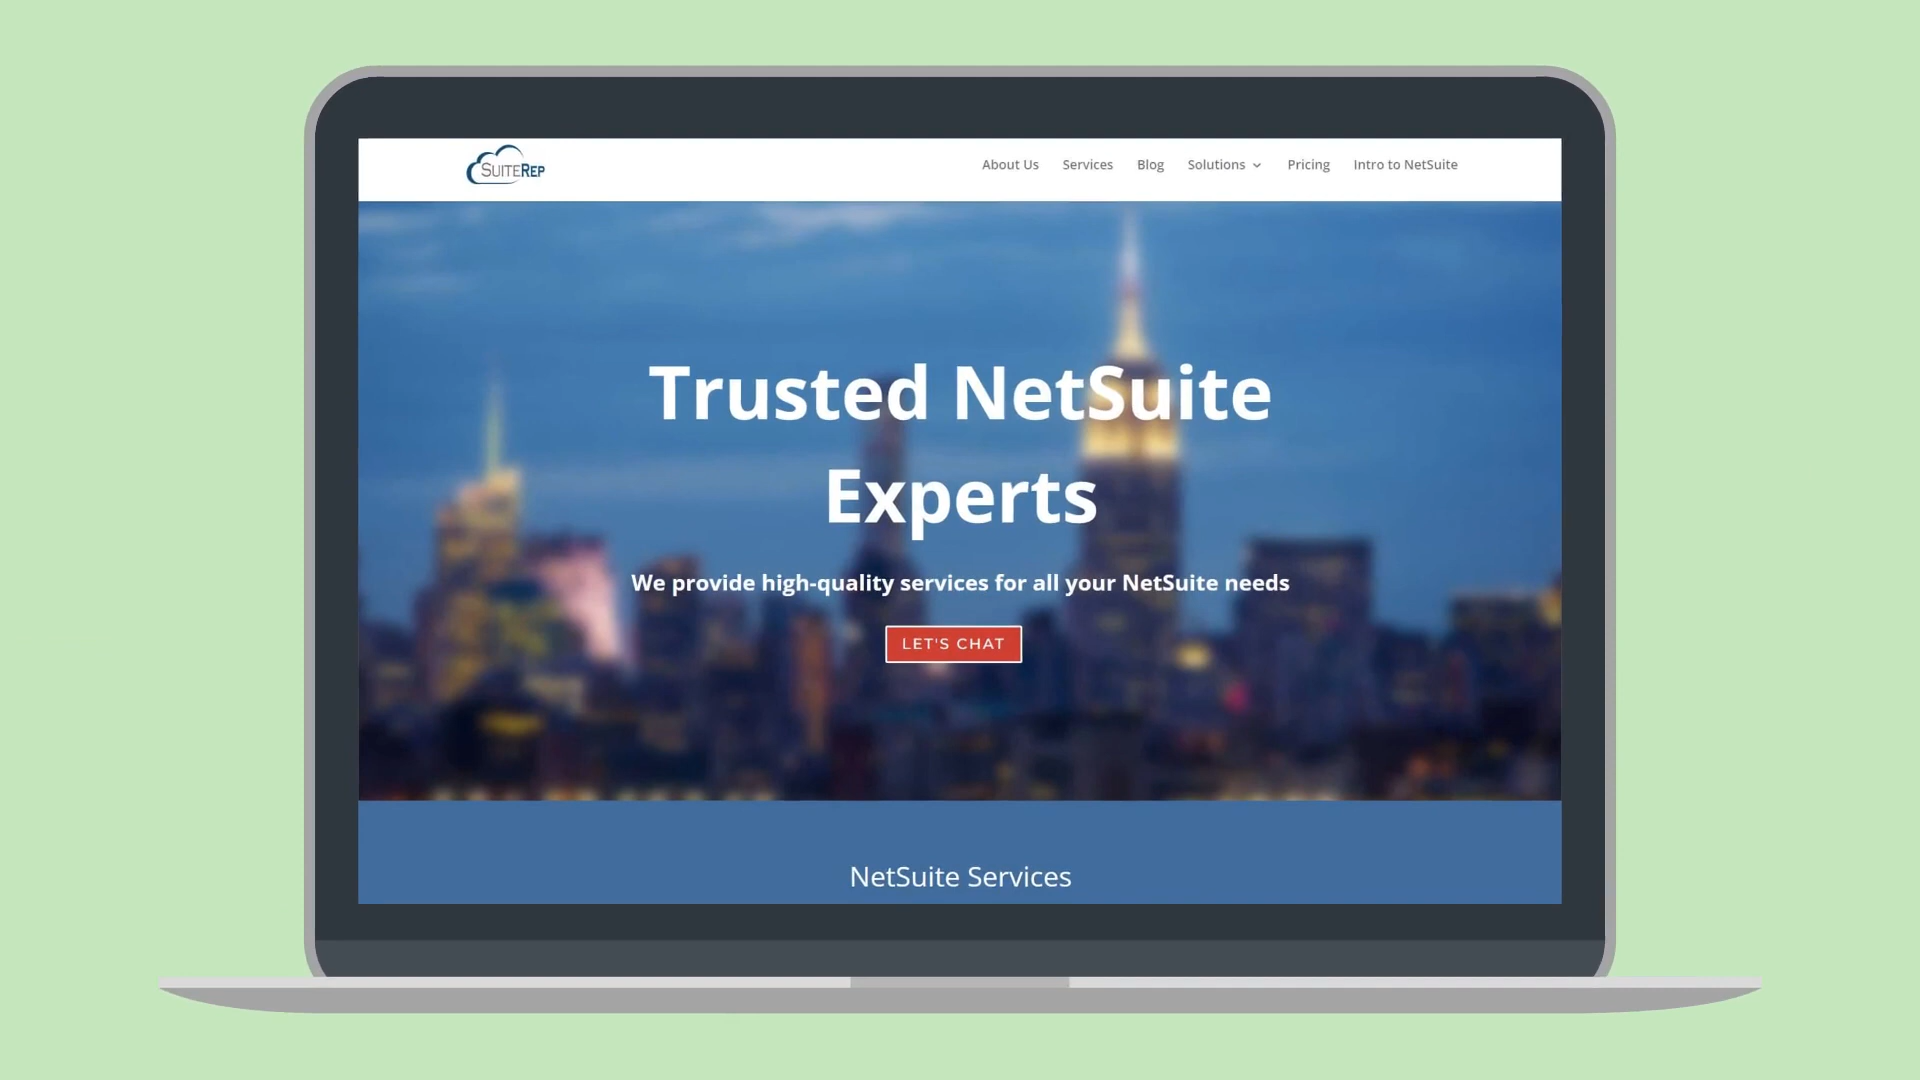 SUITEREP
About Us Services Blog Solutions Pricing Intro to NetSuite
Trusted NetSuite
Experts
We provide high-quality services for all your NetSuite needs
LET'S CHAT
NetSuite Services